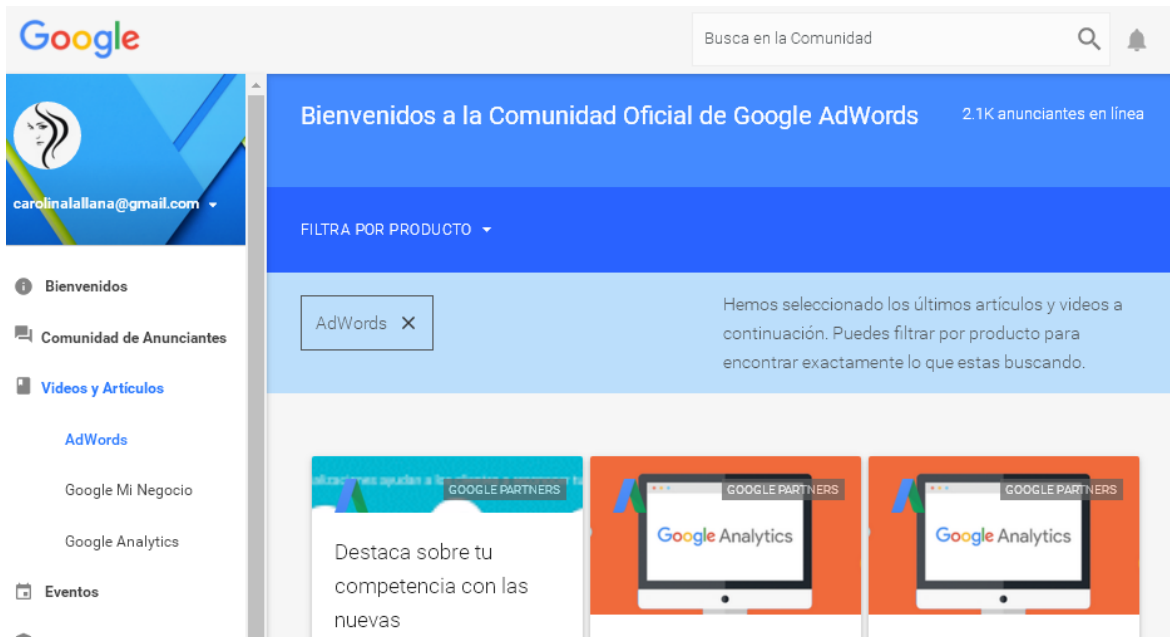 Google
Busca en la Comunidad
carolinalallana@gmail.com
Bienvenidos
Comunidad de Anunciantes
Videos y Artículos
AdWords
Google Mi Negocio
Google Analytics
Eventos
Bienvenidos a la Comunidad Oficial de Google AdWords
2.1K anunciantes en línea
FILTRA POR PRODUCTO
AdWords
Hemos seleccionado los últimos artículos y videos a
continuación. Puedes filtrar por producto para
encontrar exactamente lo que estas buscando.
GOOGLE PARTNERS
Destaca sobre tu
competencia con las
nuevas
GOOGLE PARTNERS
Google Analytics
GOOGLE PARTNERS
Google Analytics